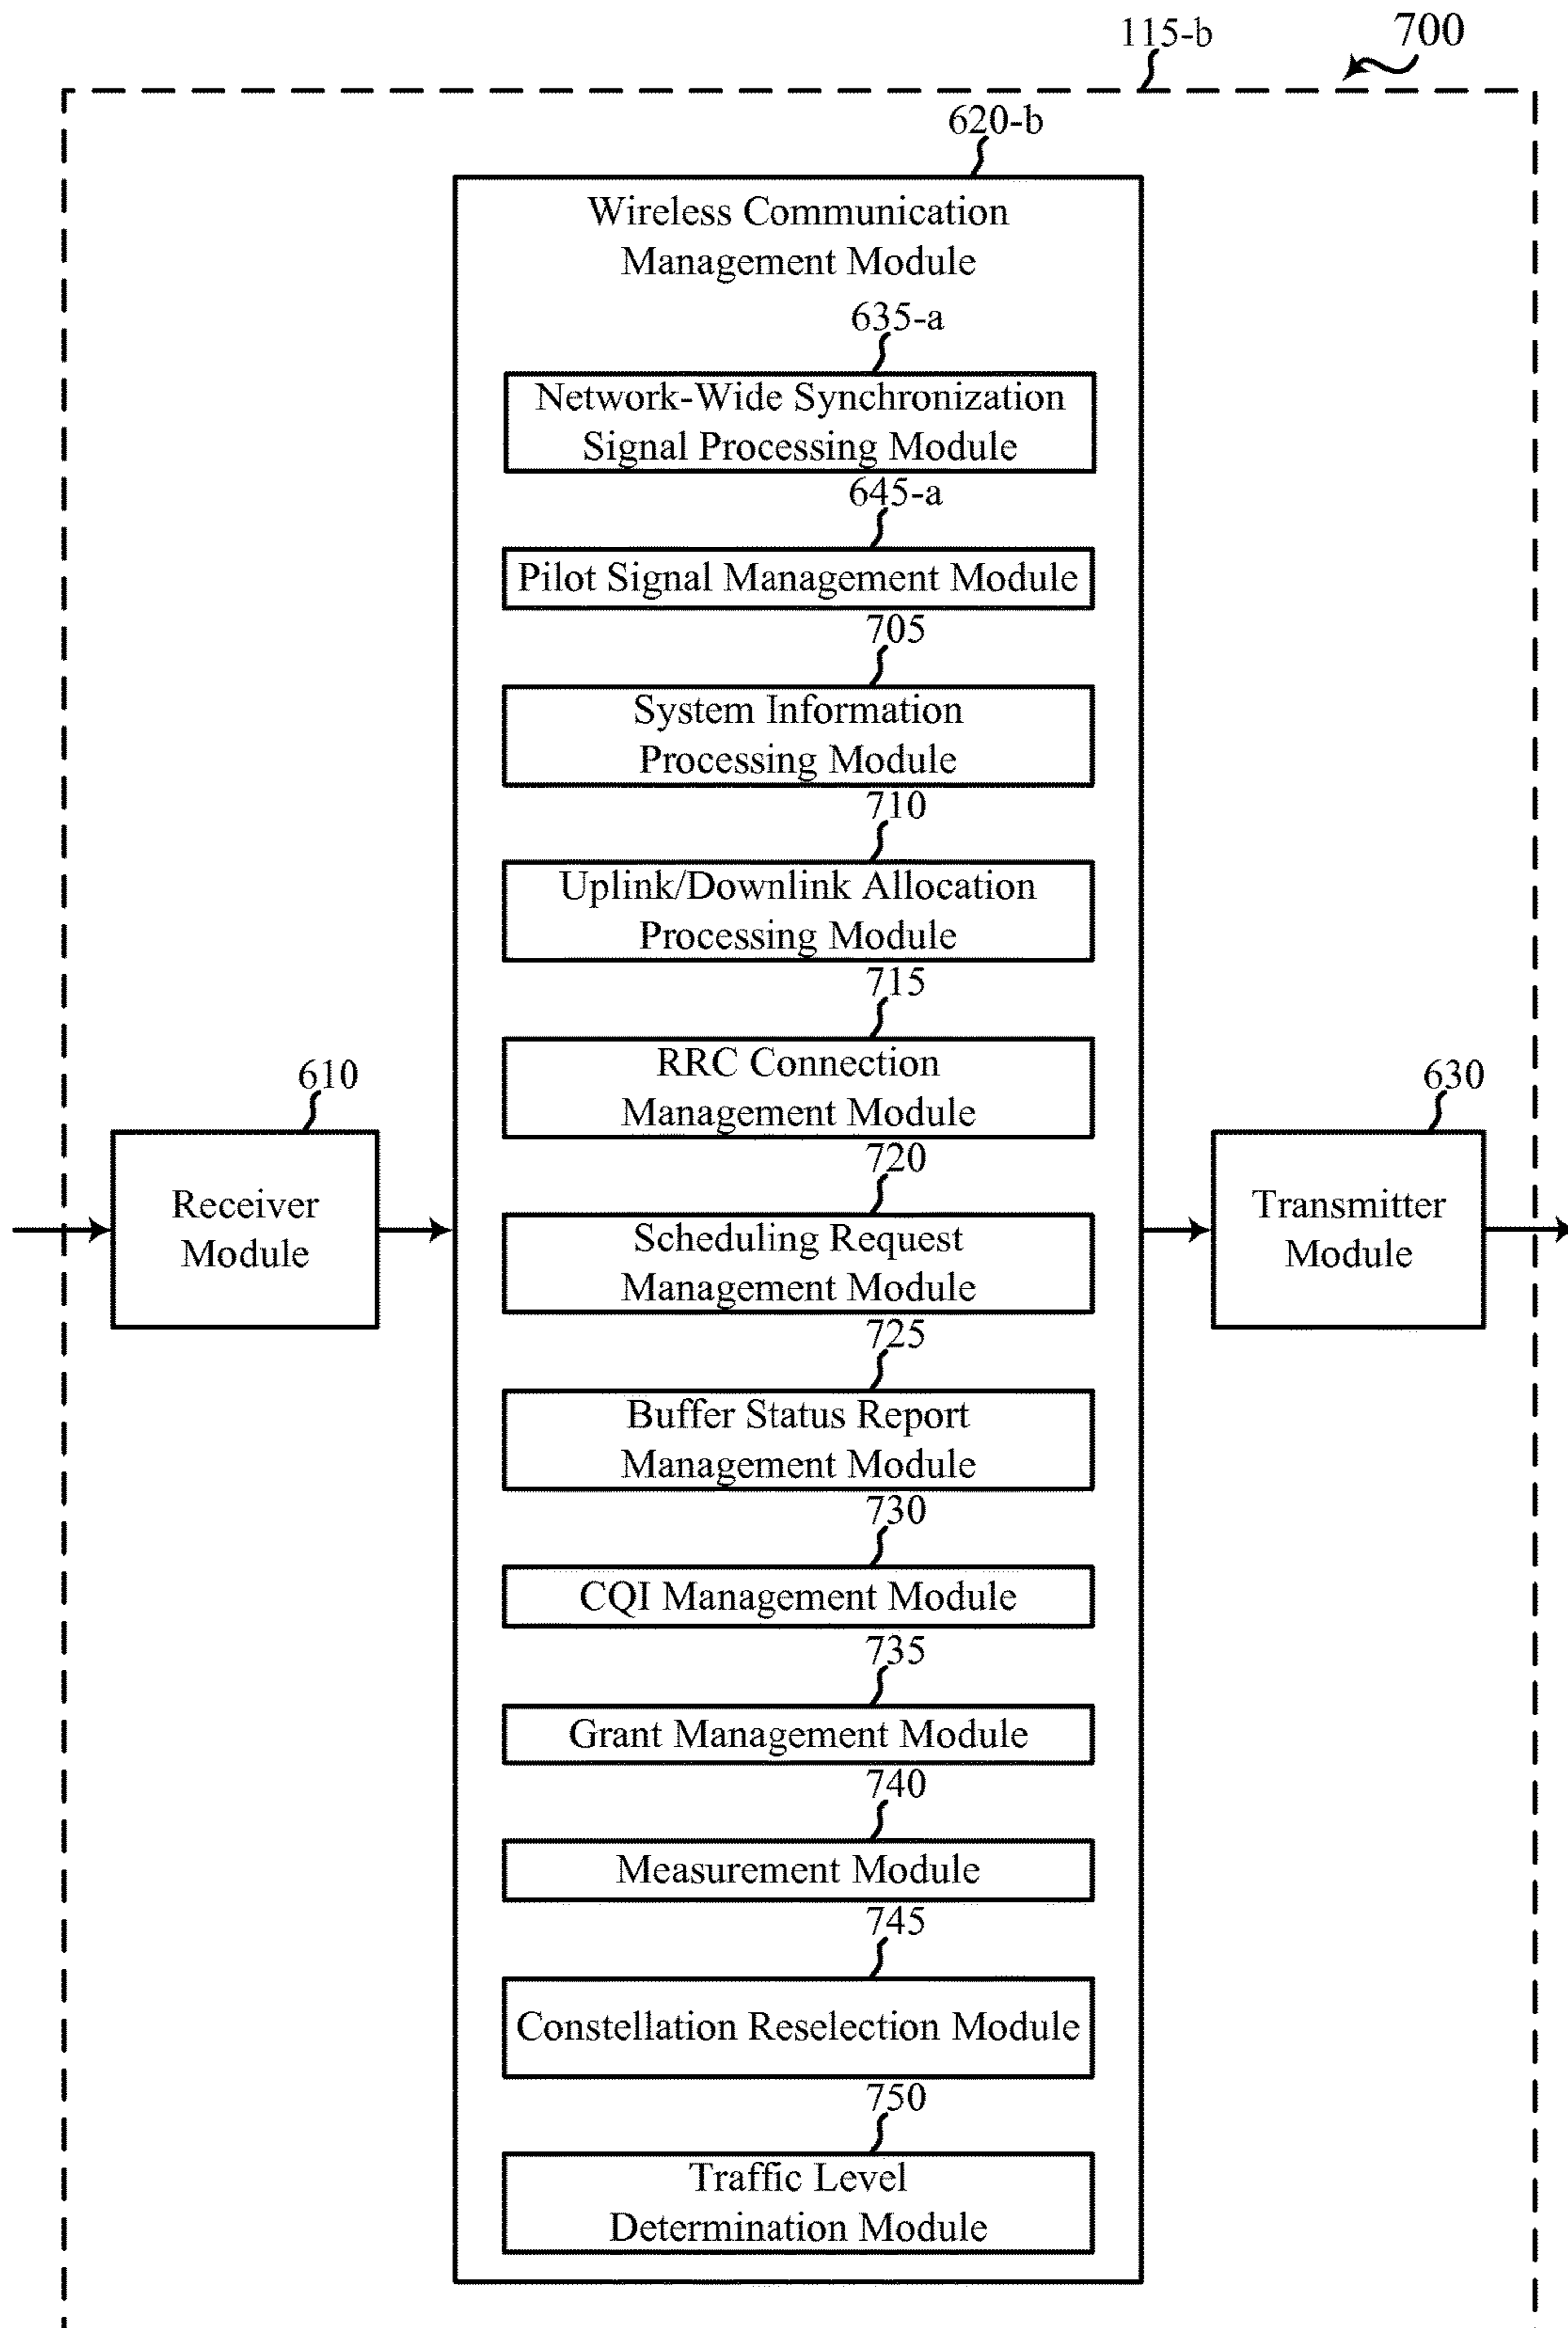 115-b
700
620-b
Wireless Communication
Management Module
635-a
Network-Wide Synchronization
Signal Processing Module
645-a
Pilot Signal Management Module
705
System Information
Processing Module
710
Uplink/Downlink Allocation
Processing Module
715
RRC Connection
Management Module
610
Receiver
Module
720
Scheduling Request
Management Module
630
Transmitter
Module
725
Buffer Status Report
Management Module
730
CQI Management Module
735
Grant Management Module
740
Measurement Module
745
Constellation Reselection Module
750
Traffic Level
Determination Module